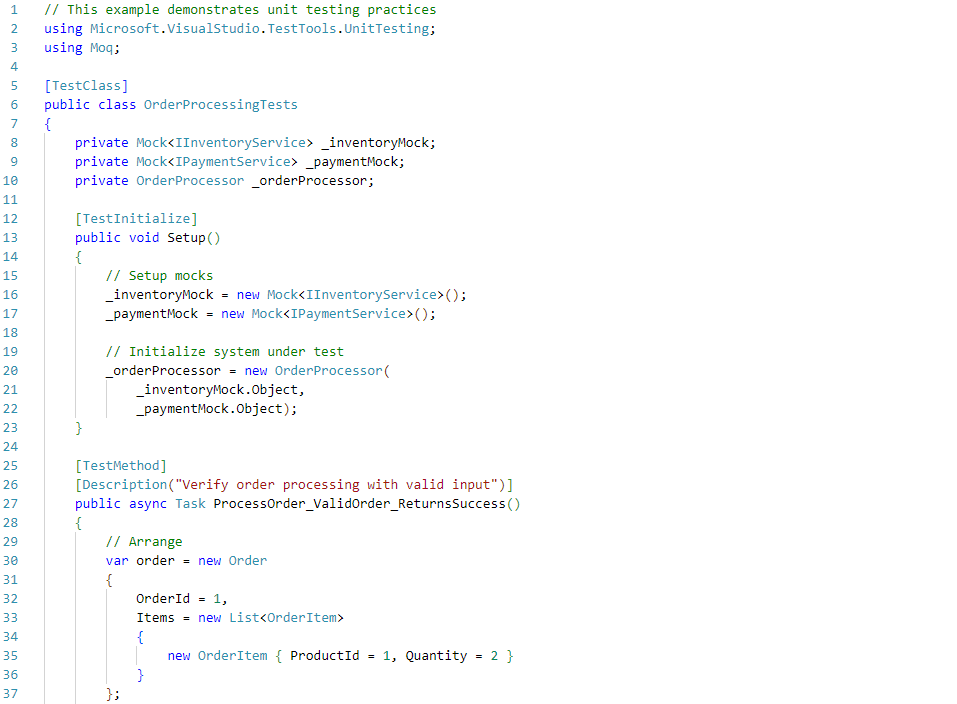 1 // This example demonstrates unit testing practices
2 using Microsoft.VisualStudio.TestTools.UnitTesting;
3 using Moq;
4
5 [TestClass]
6 public class OrderProcessingTests
7 {
8     private Mock<IInventoryService> _inventoryMock;
9     private Mock<IPaymentService> _paymentMock;
10     private OrderProcessor _orderProcessor;
11
12     [TestInitialize]
13     public void Setup()
14     {
15         // Setup mocks
16         _inventoryMock = new Mock<IInventoryService>();
17         _paymentMock = new Mock<IPaymentService>();
18
19         // Initialize system under test
20         _orderProcessor = new OrderProcessor(
21             _inventoryMock.Object,
22             _paymentMock.Object);
23     }
24
25     [TestMethod]
26     [Description("Verify order processing with valid input")]
27     public async Task ProcessOrder_ValidOrder_ReturnsSuccess()
28     {
29         // Arrange
30         var order = new Order
31         {
32             OrderId = 1,
33             Items = new List<OrderItem>
34             {
35                 new OrderItem { ProductId = 1, Quantity = 2 }
36             }
37         };